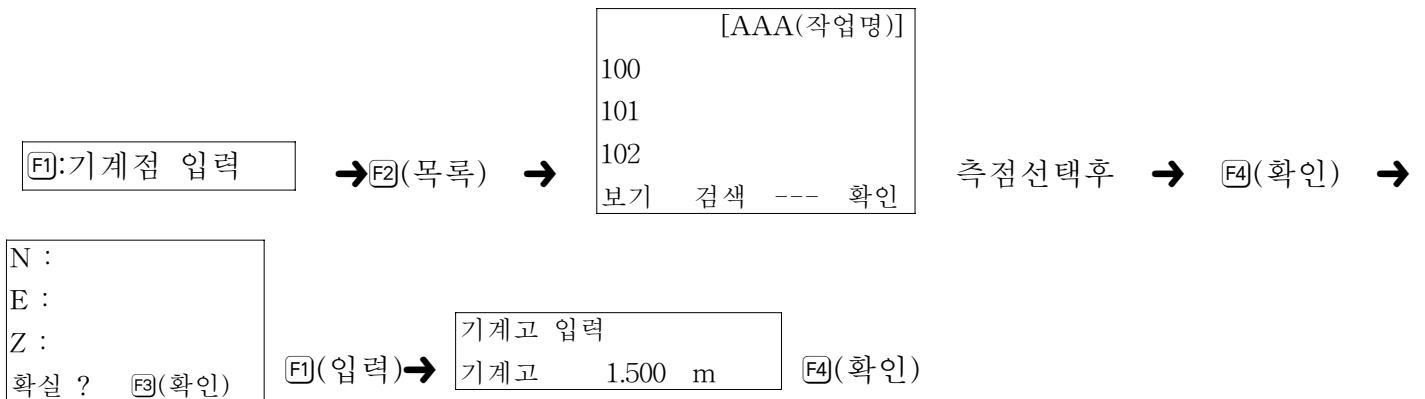 F1:기계점 입력
➔F2(목록) ➔
[AAA(작업명)]
100
101
102
보기 검색 --- 확인
측점선택후 ➔ F4(확인) ➔
N :
E :
Z :
확실 ? F3(확인)
F1(입력)➔
기계고 입력
기계고 1.500 m
F4(확인)